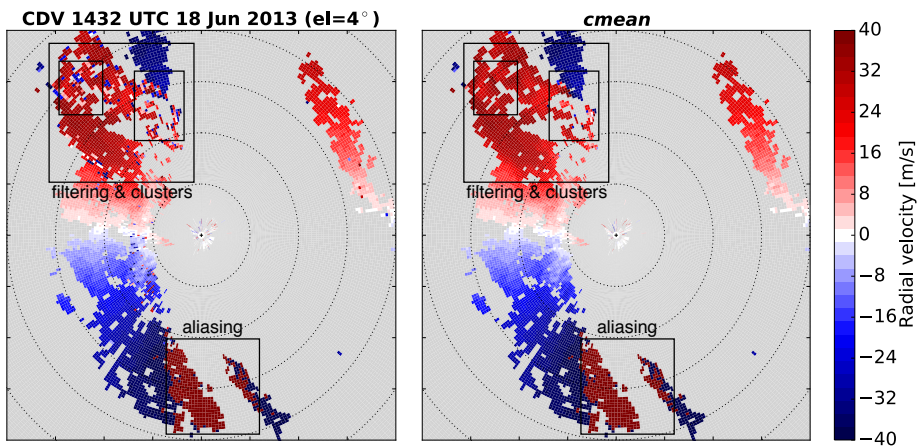 CDV 1432 UTC 18 Jun 2013 (el=4°)
filtering & clusters
aliasing
cmean
filtering & clusters
aliasing
40
32
24
16
8
0
−8
−16
−24
−32
−40
Radial velocity [m/s]